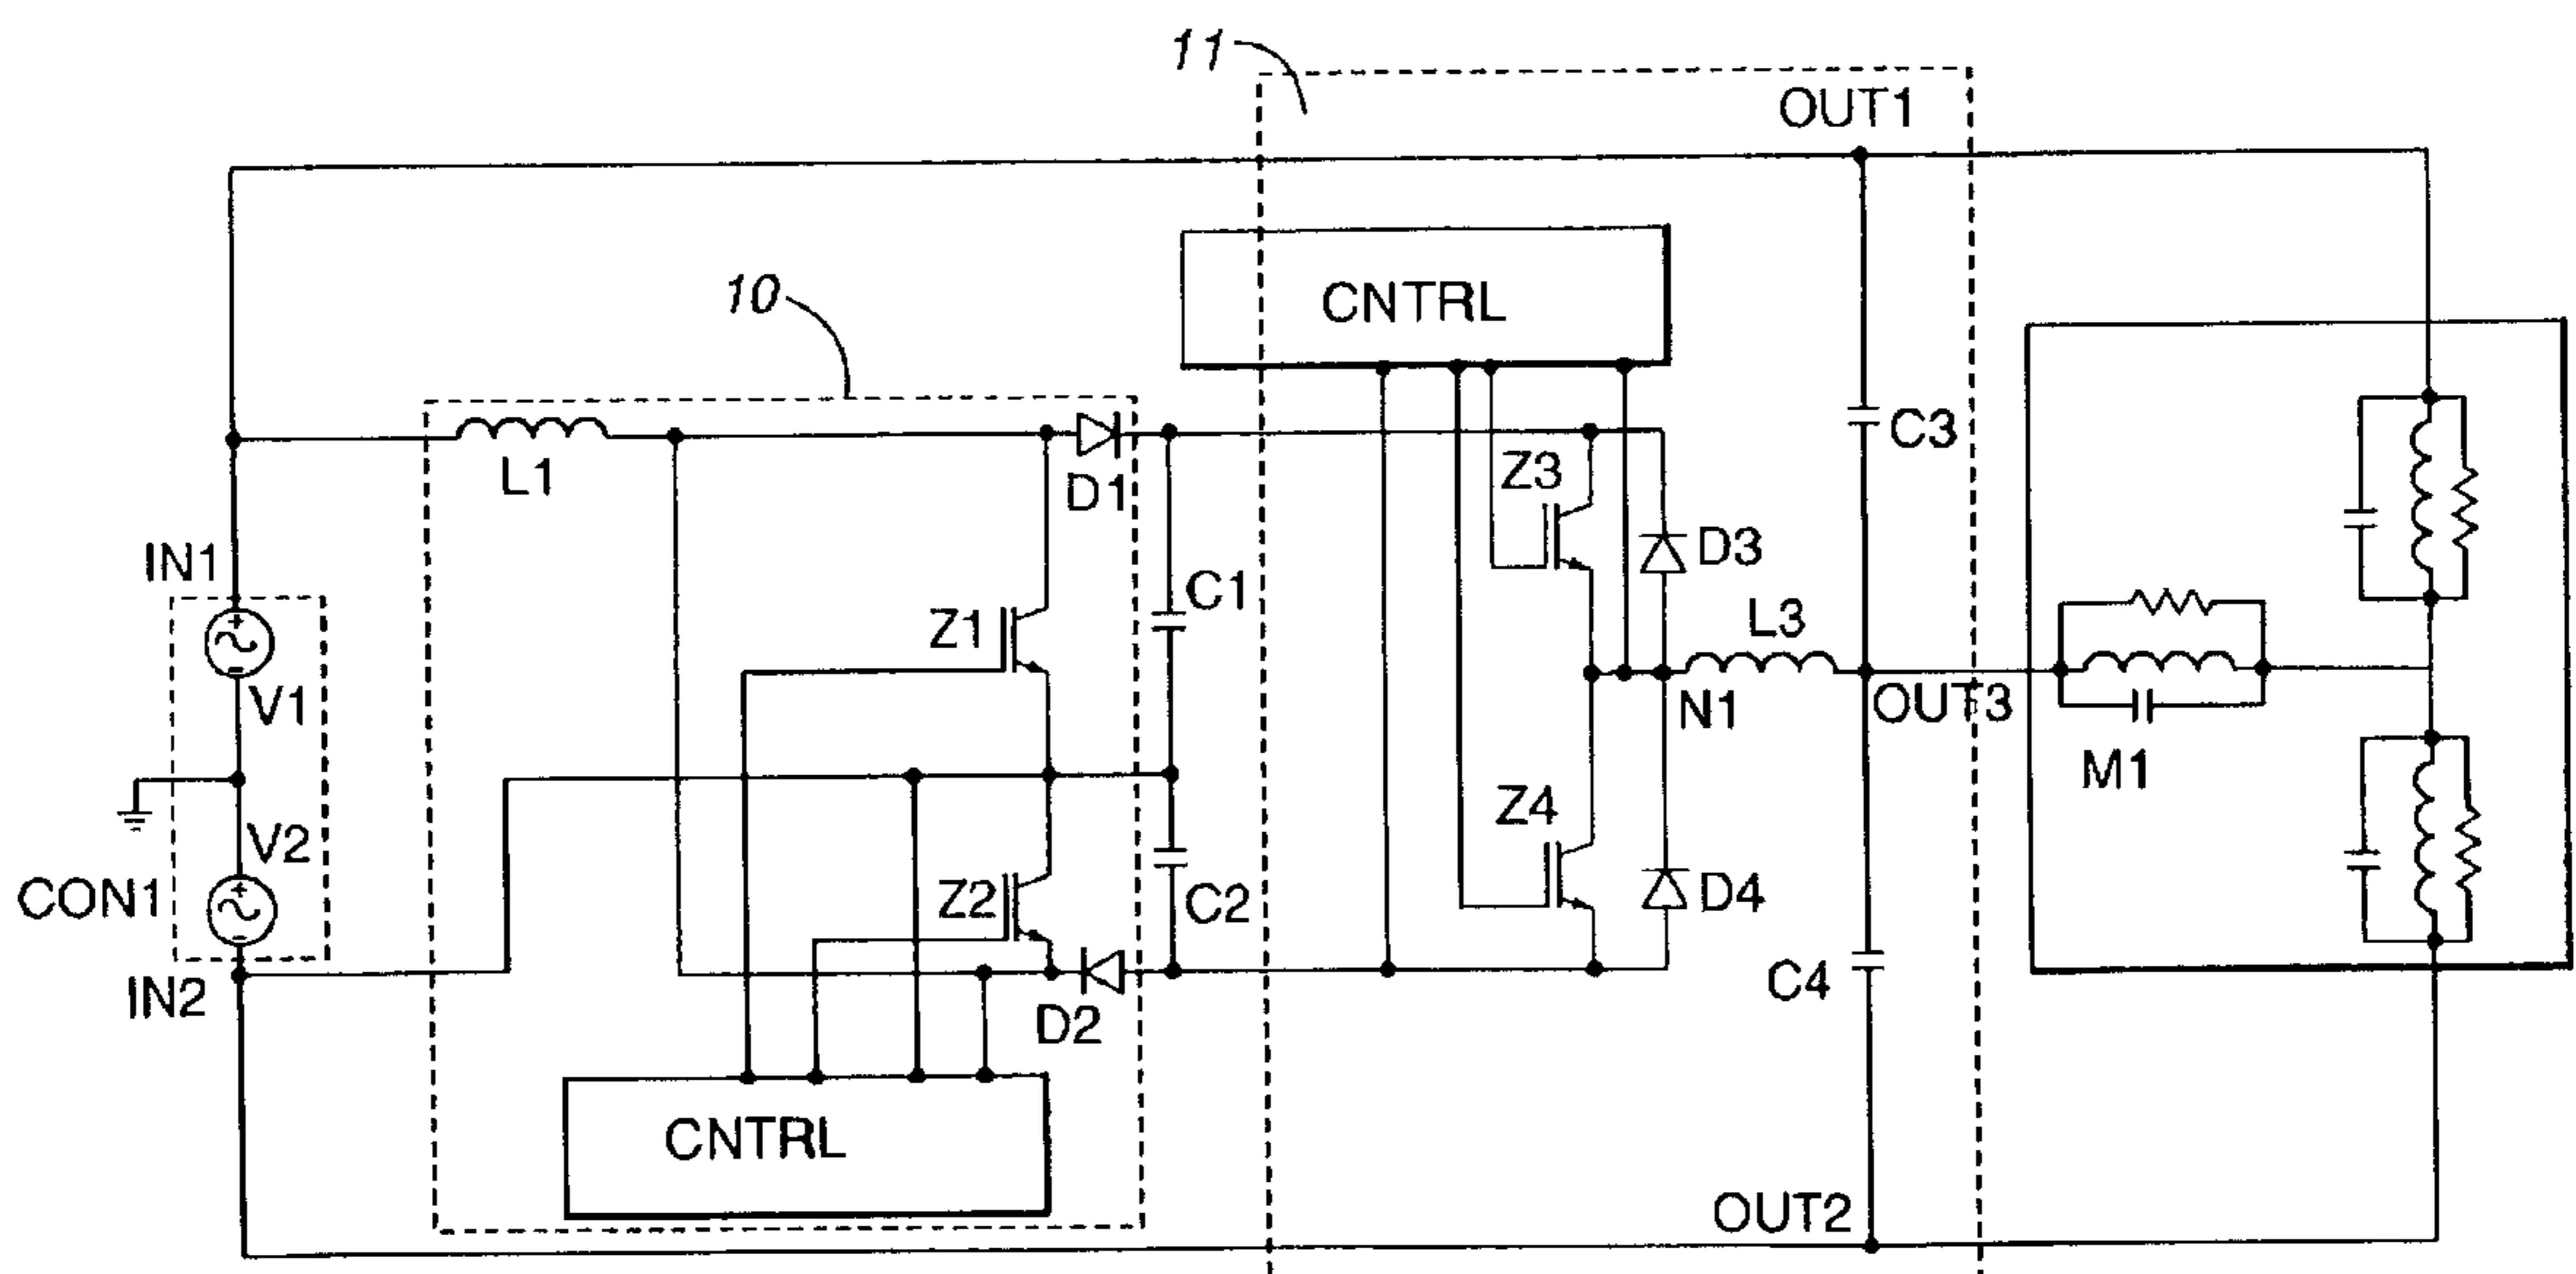 11
OUT1
10
CNTRL
L1
D1
Z3
C3
IN1
D3
Z1
C1
L3
V1
N1
OUT3
M1
V2
Z4
CON1
Z2
C2
D4
IN2
D2
C4
CNTRL
OUT2